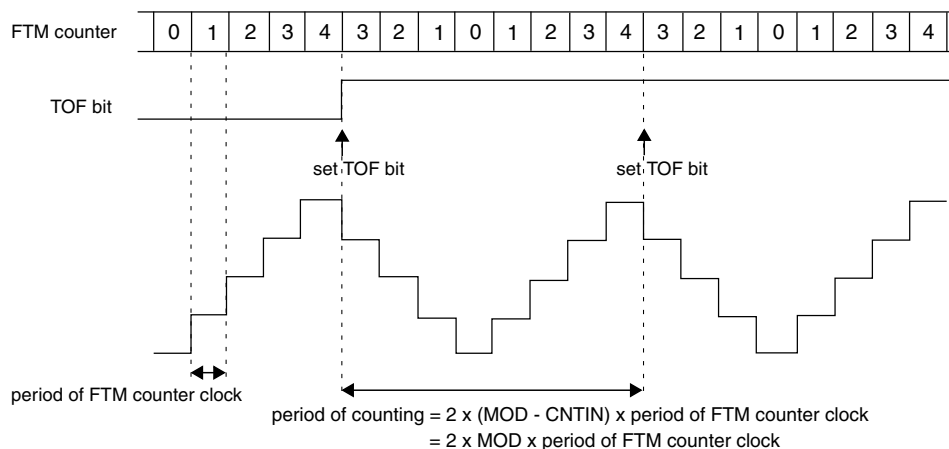 FTM counter 0 1 2 3 4 3 2 1 0 1 2 3 4 3 2 1 0 1 2 3 4
TOF bit
set TOF bit set TOF bit
period of FTM counter clock
period of counting = 2 x (MOD - CNTIN) x period of FTM counter clock
= 2 x MOD x period of FTM counter clock